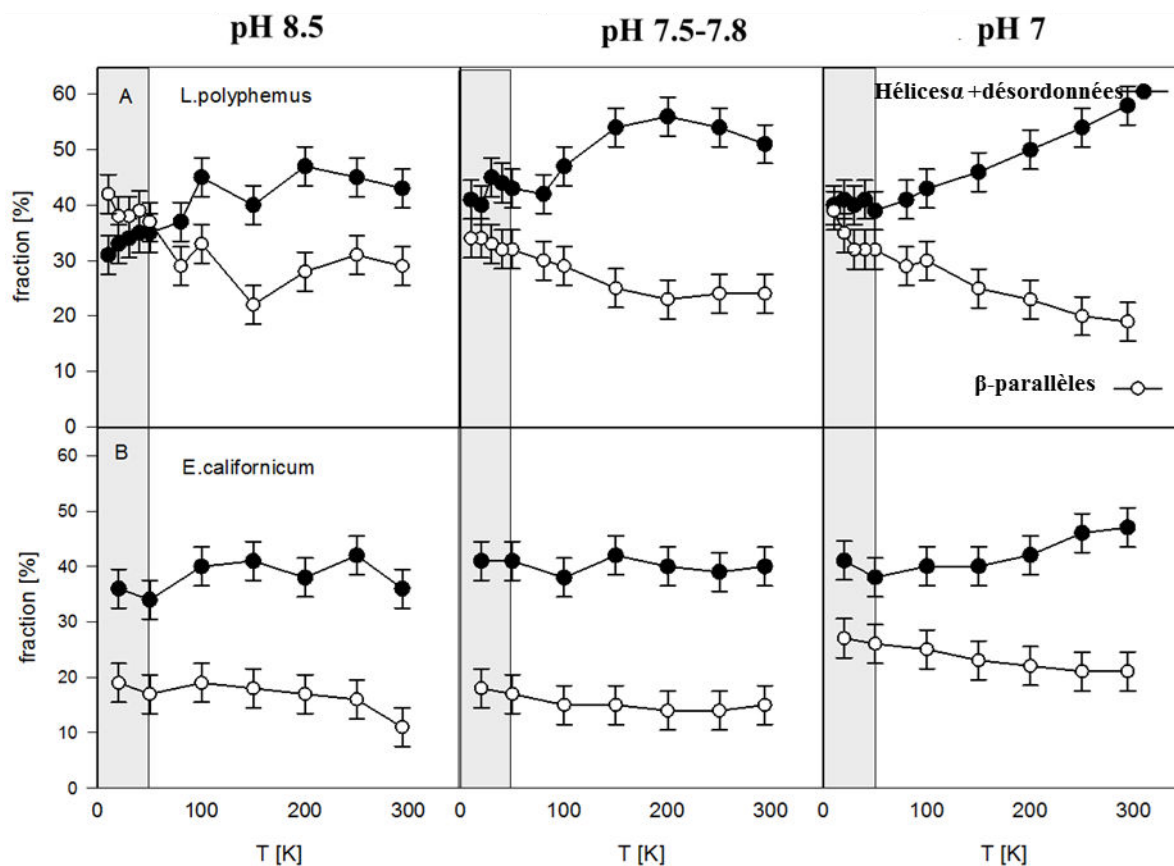 pH 8.5
pH 7.5-7.8
pH 7
A
L.polyphemus
Hélicesα +désordonnées
β-parallèles
fraction [%]
60
50
40
30
20
10
0
B
E.californicum
fraction [%]
60
50
40
30
20
10
0
0 100 200 300
0 100 200 300
0 100 200 300
T [K]
T [K]
T [K]